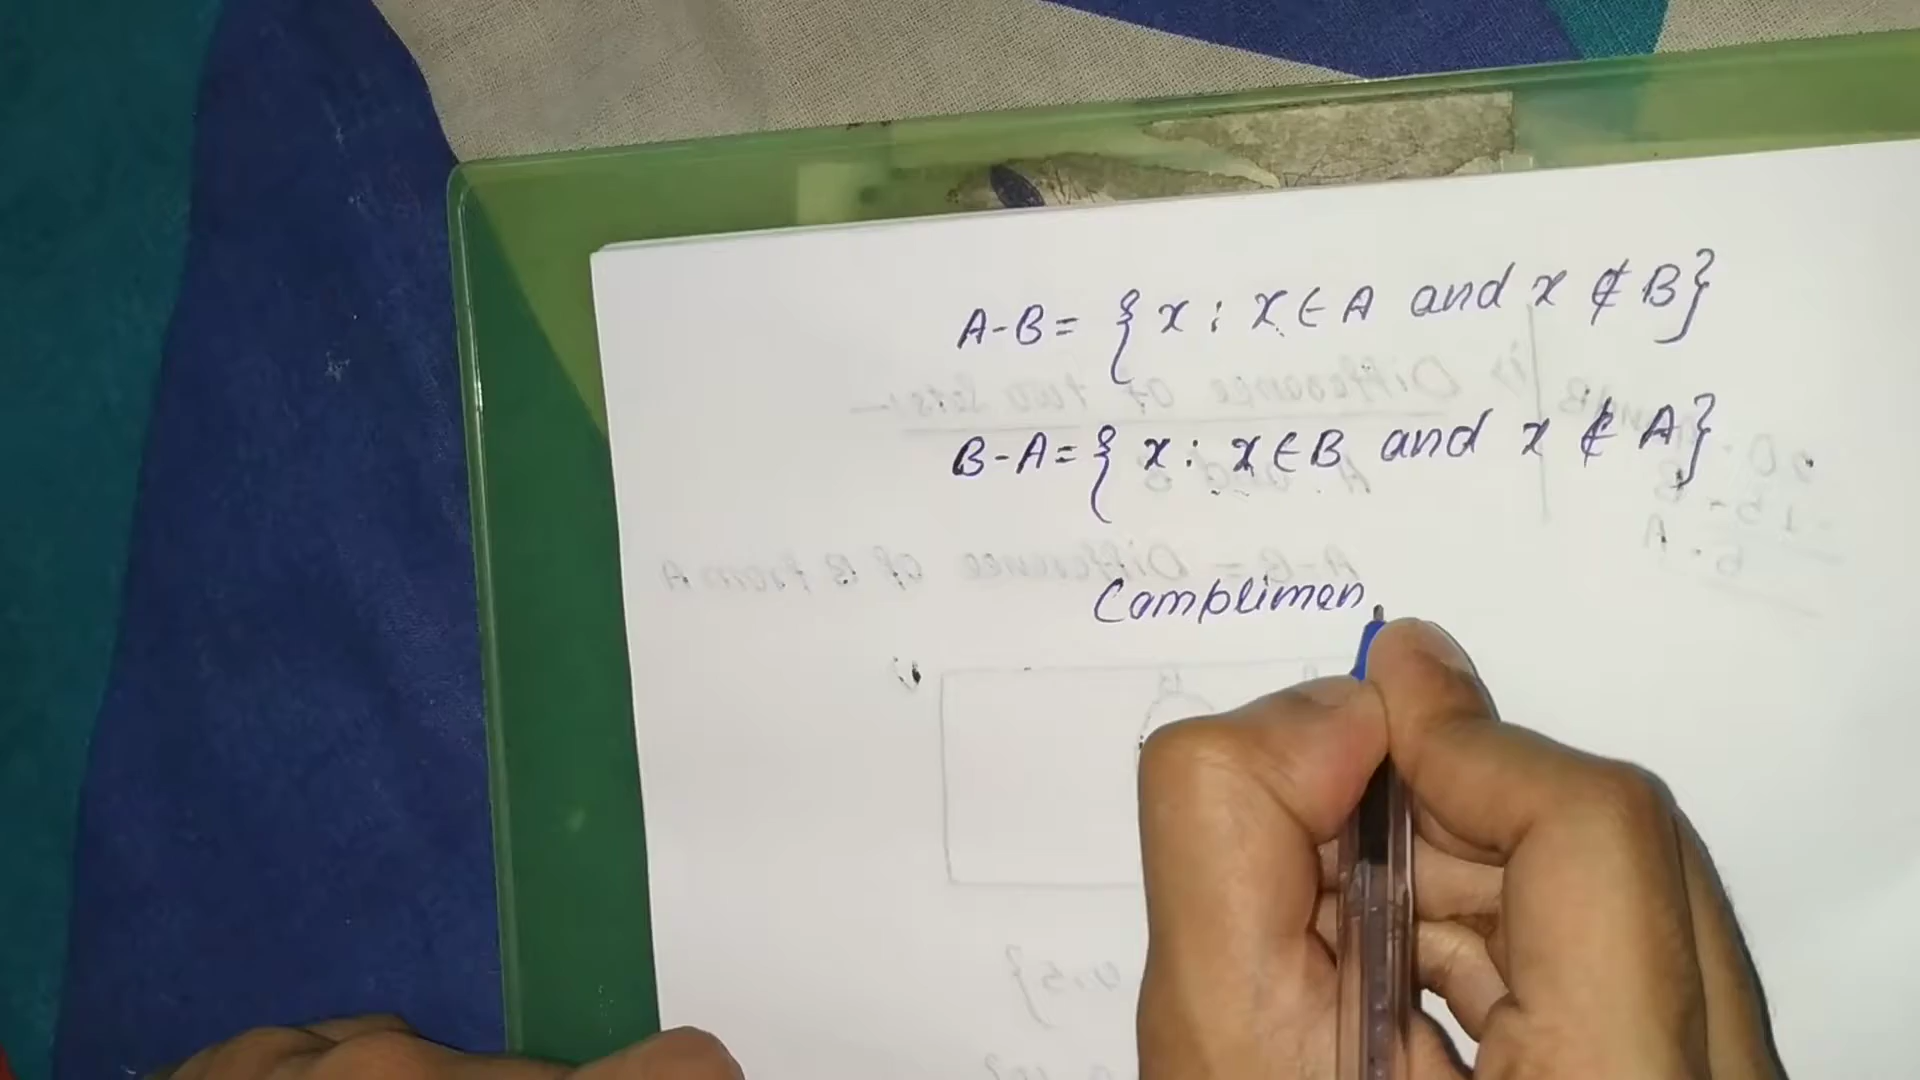 A-B = { x : x ∈ A and x ∉ B}
B-A = { x : x ∈ B and x ∉ A}
Complimen